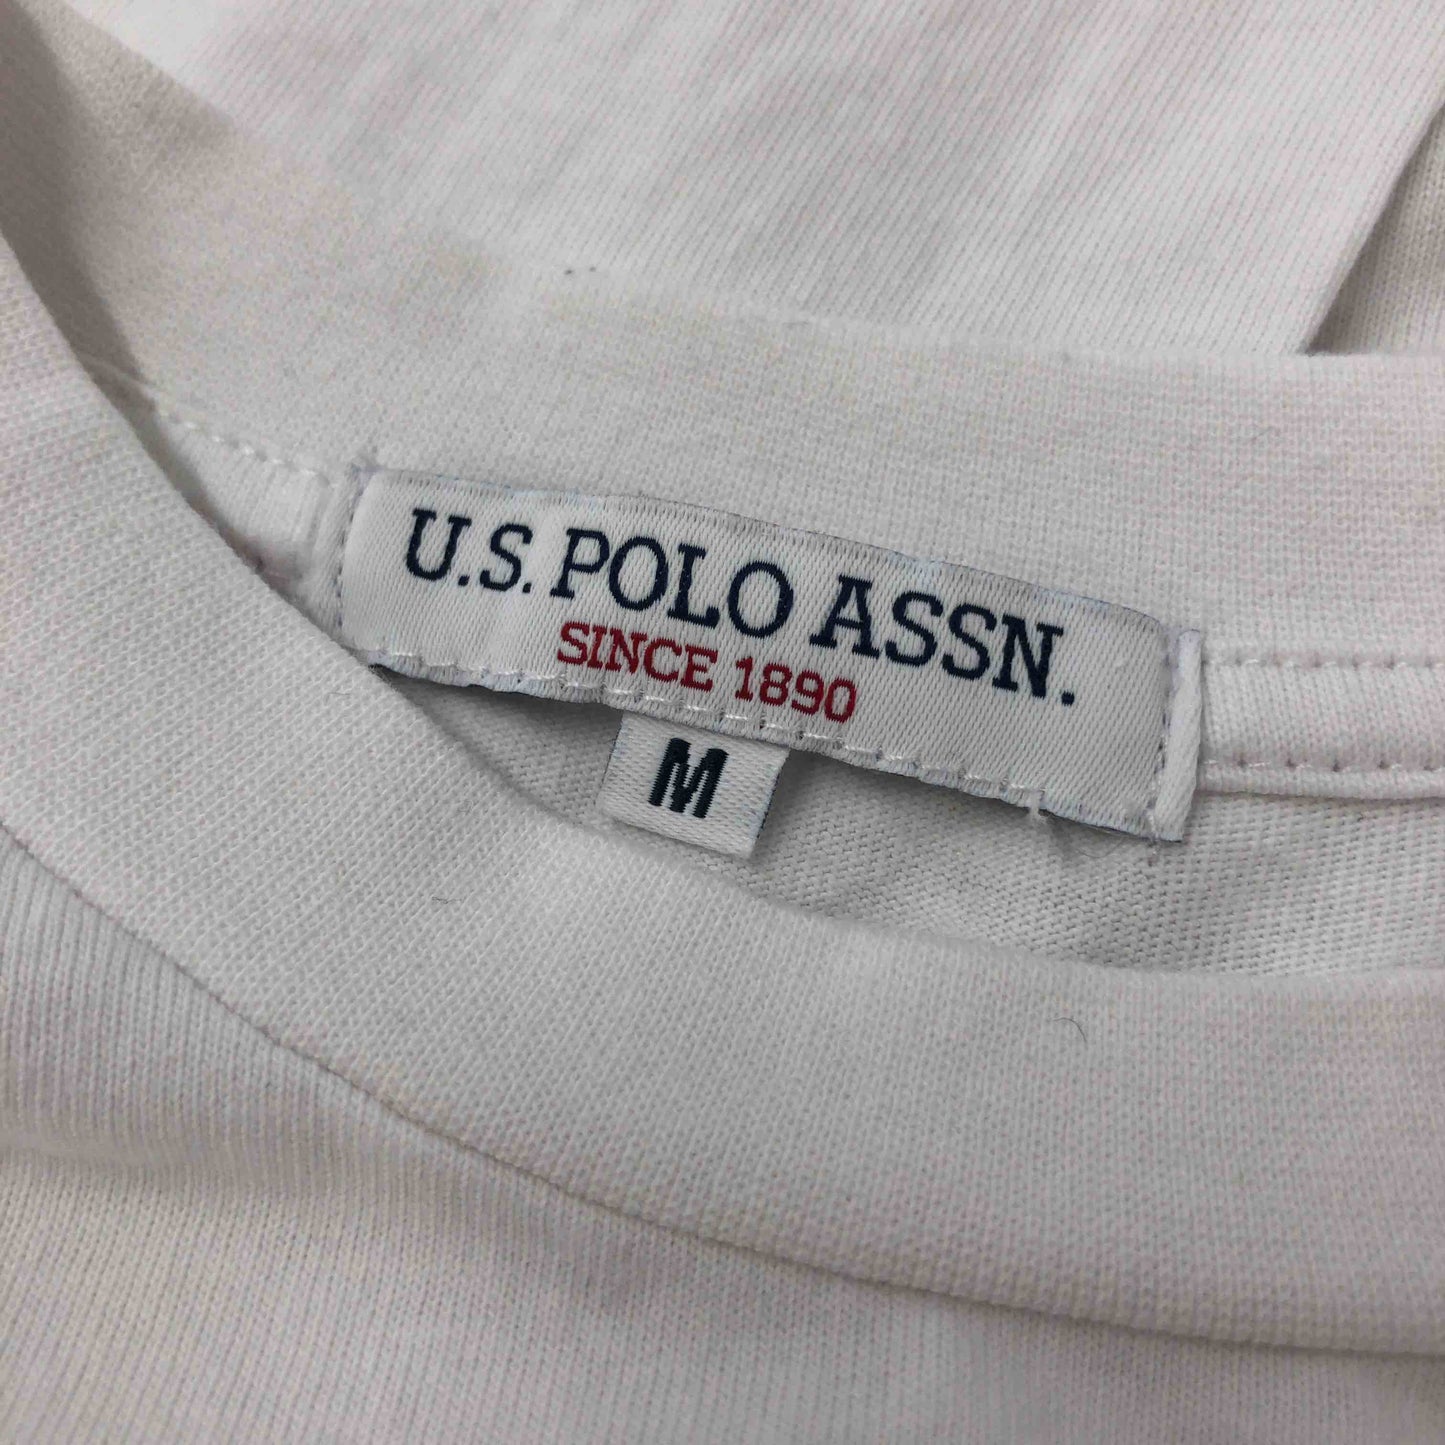 U.S. POLO ASSN.
SINCE 1890
M